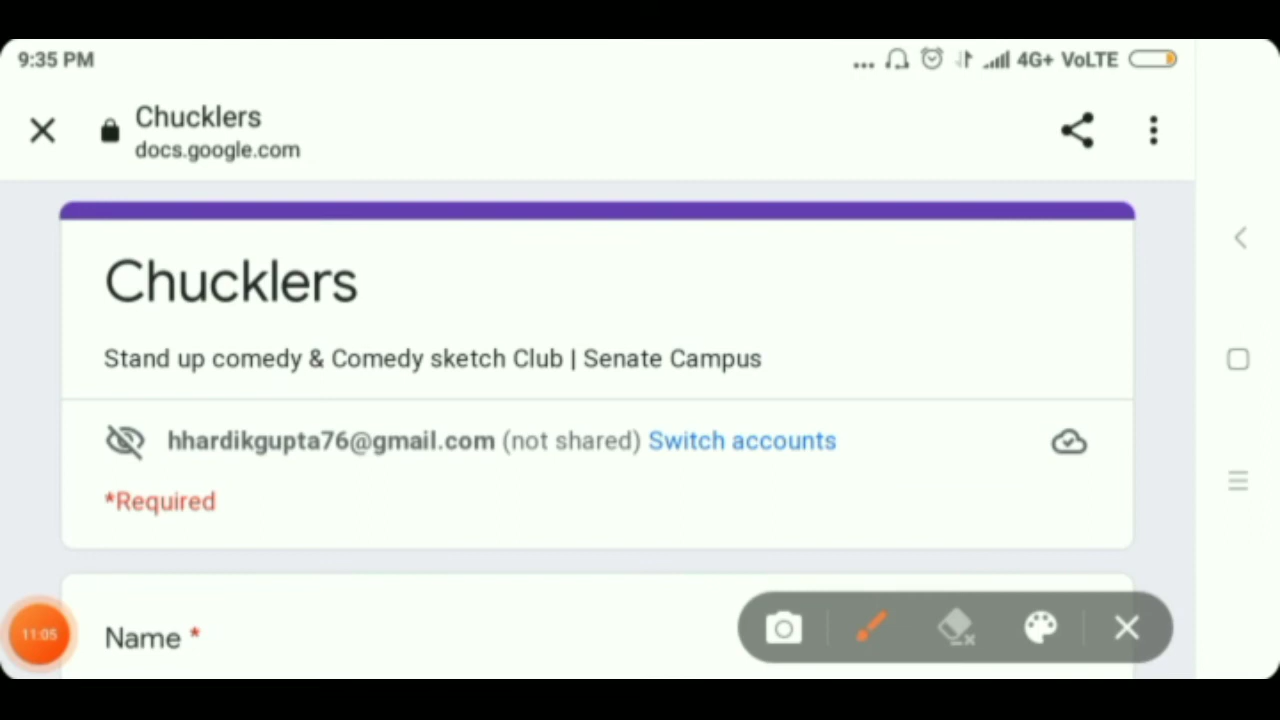 9:35 PM
... 4G+ VoLTE
Chucklers
docs.google.com
Chucklers
Stand up comedy & Comedy sketch Club | Senate Campus
hhardikgupta76@gmail.com (not shared) Switch accounts
*Required
11:05
Name *